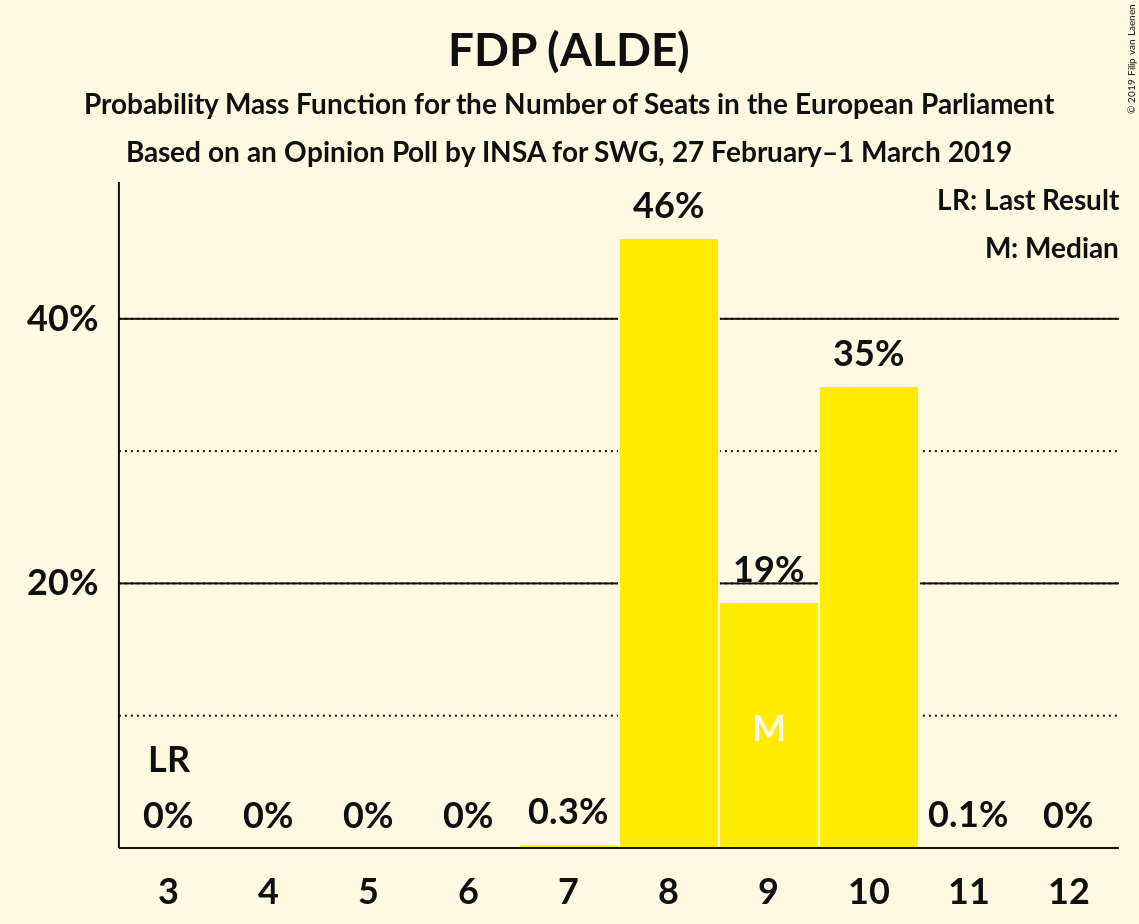 FDP (ALDE)
Probability Mass Function for the Number of Seats in the European Parliament
Based on an Opinion Poll by INSA for SWG, 27 February–1 March 2019
© 2019 Filip van Laenen
LR: Last Result
M: Median
46%
40%
35%
20%
19%
M
LR
0% 0% 0% 0% 0.3% 0.1% 0%
3 4 5 6 7 8 9 10 11 12